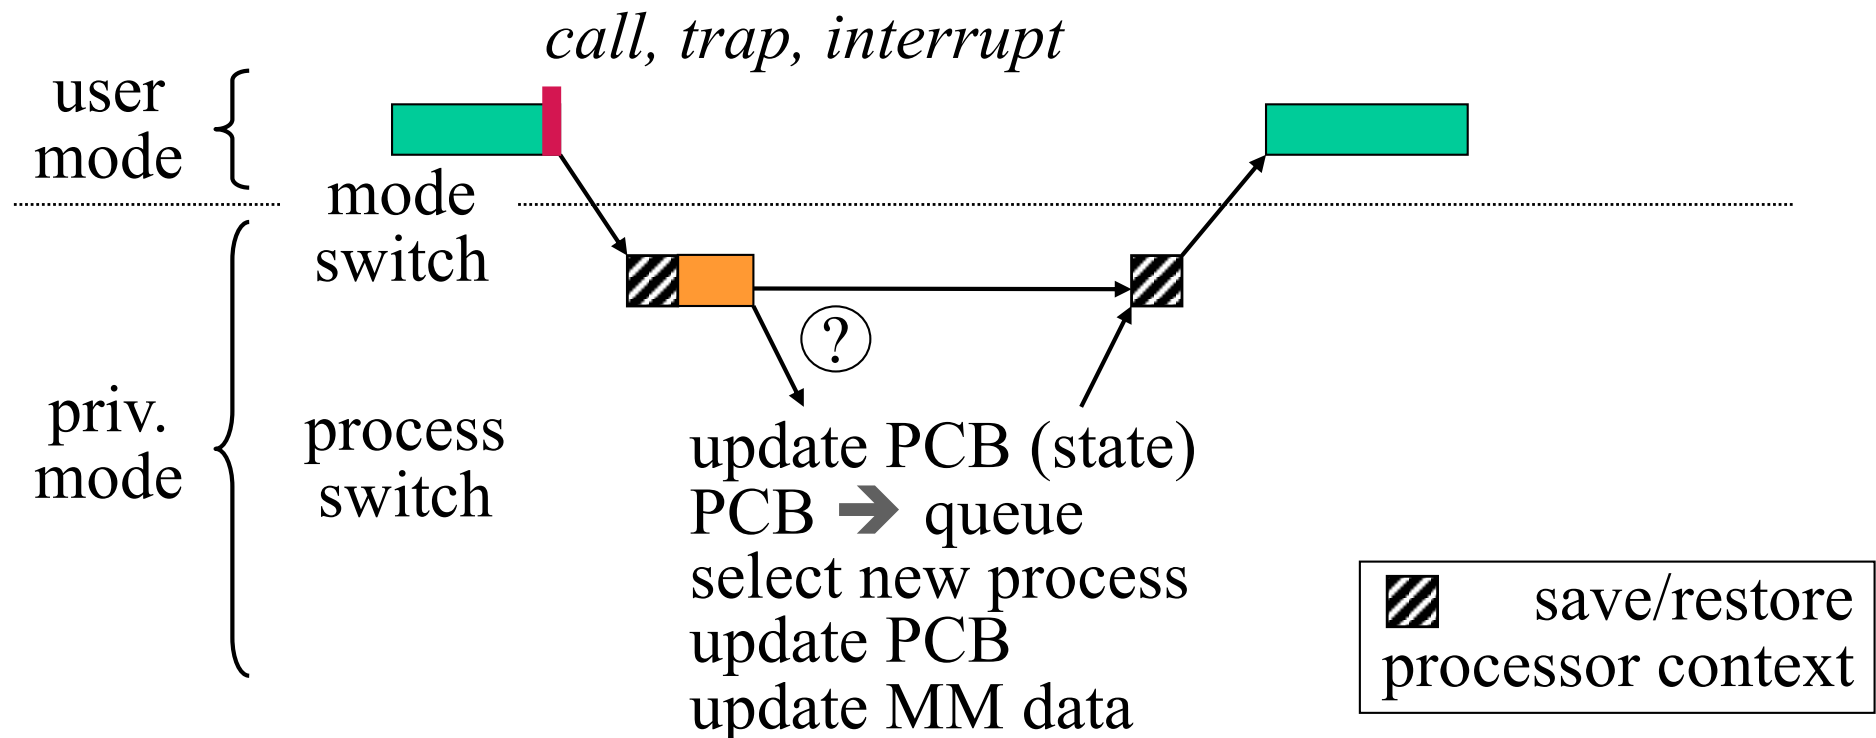 call, trap, interrupt
user
mode
mode
switch
?
priv.
mode
process
switch
update PCB (state)
PCB ➔ queue
select new process
update PCB
update MM data
save/restore
processor context